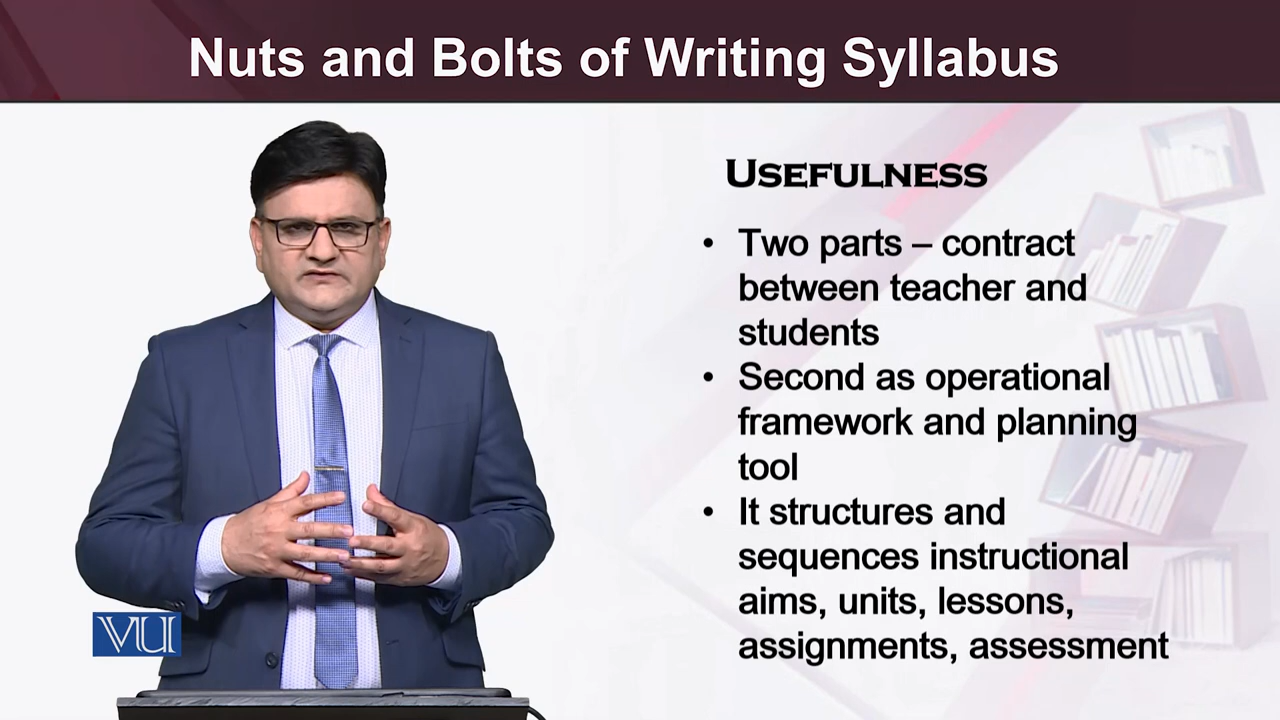 Nuts and Bolts of Writing Syllabus
USEFULNESS
• Two parts – contract
between teacher and
students
• Second as operational
framework and planning
tool
• It structures and
sequences instructional
aims, units, lessons,
assignments, assessment
VU